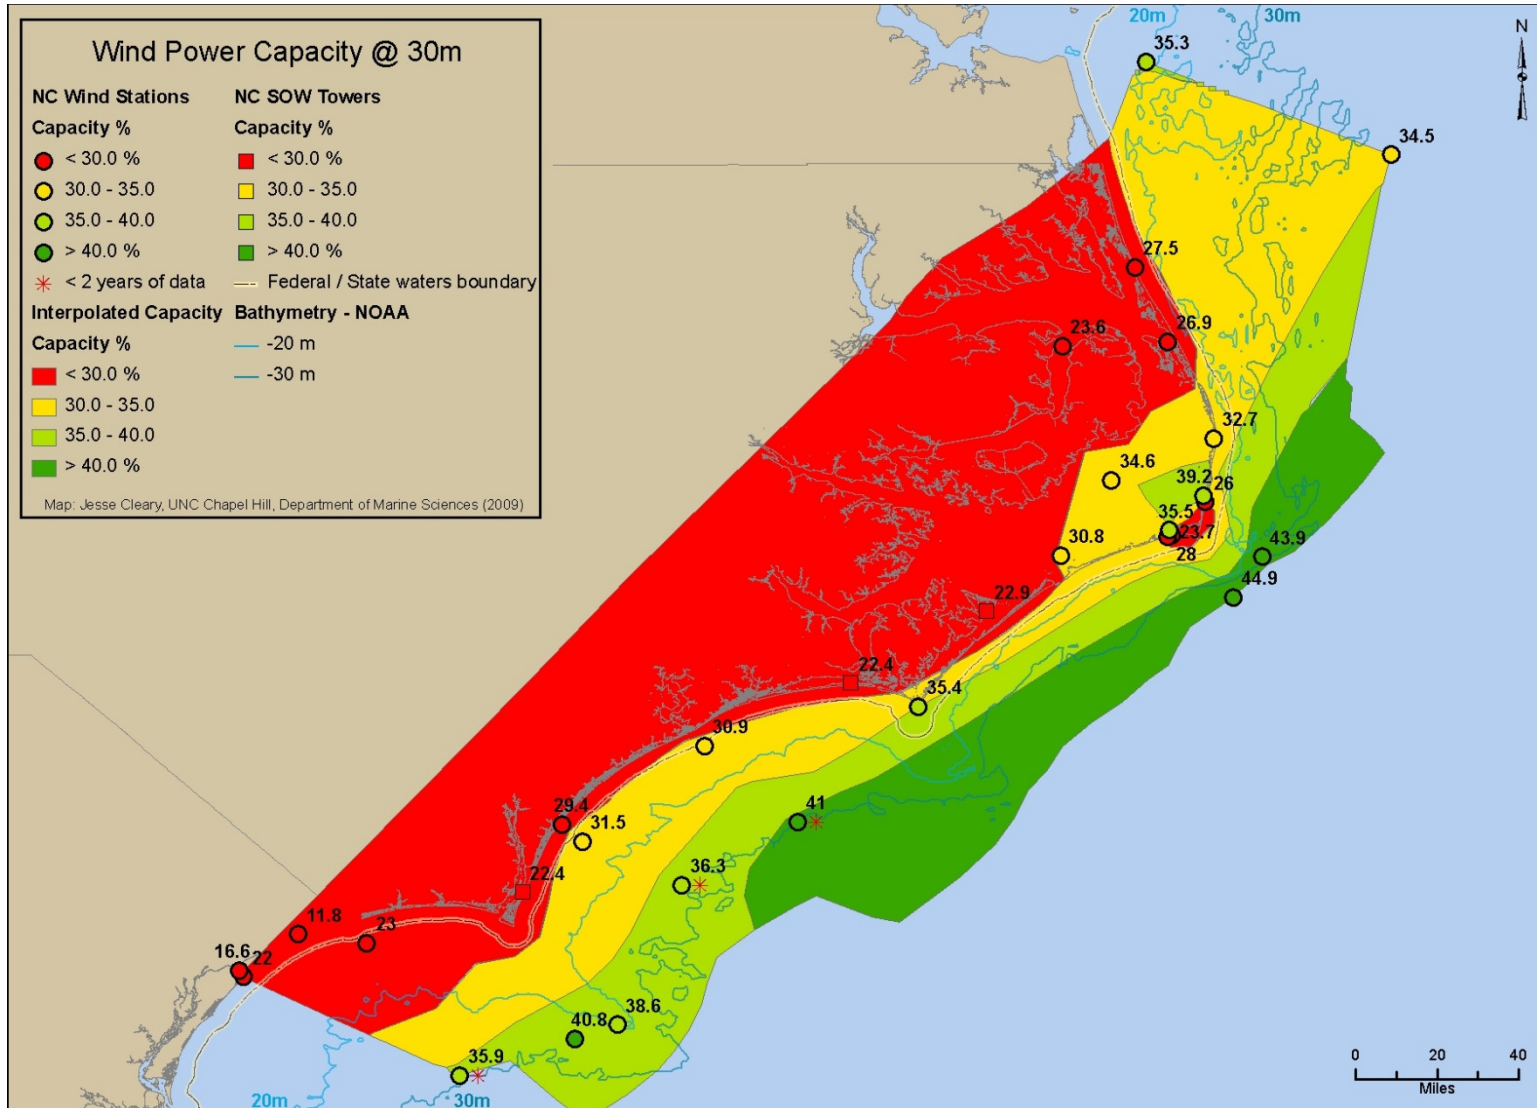 Wind Power Capacity @ 30m
NC Wind Stations
Capacity %
< 30.0 %
30.0 - 35.0
35.0 - 40.0
> 40.0 %
< 2 years of data
Interpolated Capacity
Capacity %
< 30.0 %
30.0 - 35.0
35.0 - 40.0
> 40.0 %
NC SOW Towers
Capacity %
< 30.0 %
30.0 - 35.0
35.0 - 40.0
> 40.0 %
Federal / State waters boundary
Bathymetry - NOAA
-20 m
-30 m
Map: Jesse Cleary, UNC Chapel Hill, Department of Marine Sciences (2009)
20m
30m
N
35.3
34.5
27.5
26.9
23.6
32.7
34.6
39.2
26
35.5
23.7
28
30.8
43.9
44.9
22.9
22.4
35.4
30.9
29.4
31.5
41
36.3
22.4
11.8
23
16.6
22
38.6
40.8
35.9
20m
30m
0 20 40
Miles